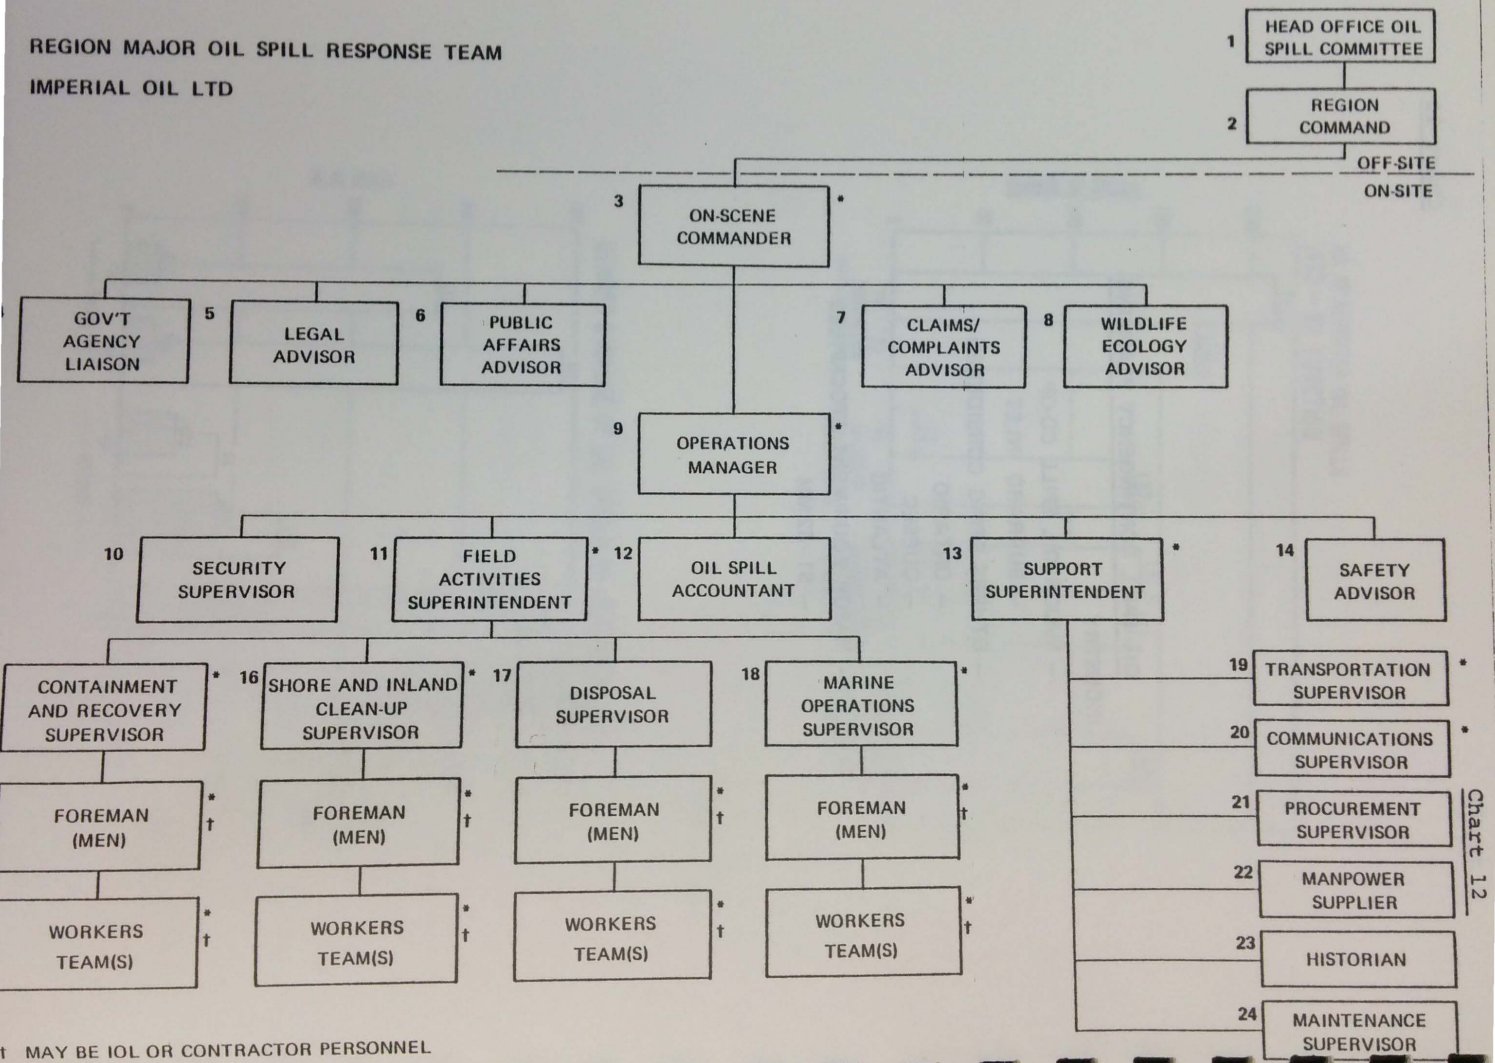 REGION MAJOR OIL SPILL RESPONSE TEAM
IMPERIAL OIL LTD
1
HEAD OFFICE OIL
SPILL COMMITTEE
2
REGION
COMMAND
OFF-SITE
ON-SITE
3
ON-SCENE
COMMANDER
*
GOV'T
AGENCY
LIAISON
5
LEGAL
ADVISOR
6
PUBLIC
AFFAIRS
ADVISOR
7
CLAIMS/
COMPLAINTS
ADVISOR
8
WILDLIFE
ECOLOGY
ADVISOR
9
OPERATIONS
MANAGER
*
10
SECURITY
SUPERVISOR
11
FIELD
ACTIVITIES
SUPERINTENDENT
*
12
OIL SPILL
ACCOUNTANT
13
SUPPORT
SUPERINTENDENT
*
14
SAFETY
ADVISOR
CONTAINMENT
AND RECOVERY
SUPERVISOR
*
16
SHORE AND INLAND
CLEAN-UP
SUPERVISOR
*
17
DISPOSAL
SUPERVISOR
18
MARINE
OPERATIONS
SUPERVISOR
*
FOREMAN
(MEN)
*
†
FOREMAN
(MEN)
*
†
FOREMAN
(MEN)
*
†
FOREMAN
(MEN)
*
†
WORKERS
TEAM(S)
*
†
WORKERS
TEAM(S)
*
†
WORKERS
TEAM(S)
*
†
WORKERS
TEAM(S)
*
†
19
TRANSPORTATION
SUPERVISOR
*
20
COMMUNICATIONS
SUPERVISOR
*
21
PROCUREMENT
SUPERVISOR
22
MANPOWER
SUPPLIER
23
HISTORIAN
24
MAINTENANCE
SUPERVISOR
Chart 12
† MAY BE IOL OR CONTRACTOR PERSONNEL